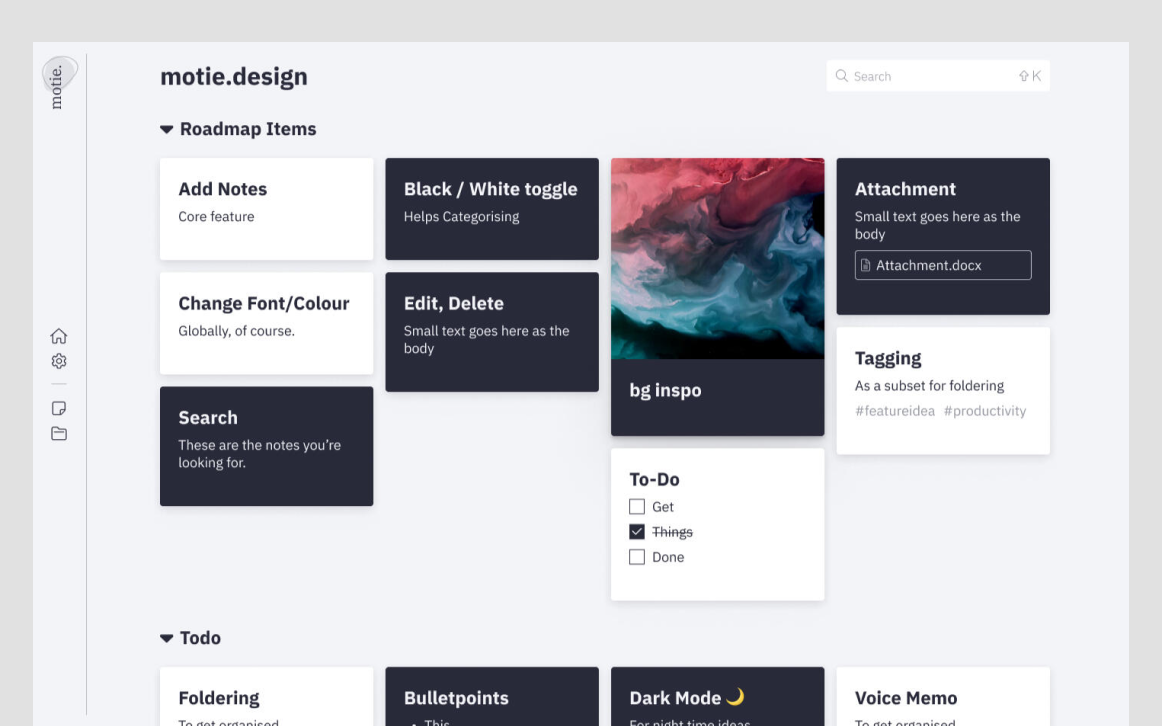 motie.
motie.design
Search
⇧ K
Roadmap Items
Add Notes
Core feature
Black / White toggle
Helps Categorising
Attachment
Small text goes here as the
body
Attachment.docx
Change Font/Colour
Globally, of course.
Edit, Delete
Small text goes here as the
body
bg inspo
Tagging
As a subset for foldering
#featureidea #productivity
Search
These are the notes you’re
looking for.
To-Do
Get
Things
Done
Todo
Foldering
To get organised
Bulletpoints
• This
Dark Mode 🌙
For night time ideas
Voice Memo
To get organised